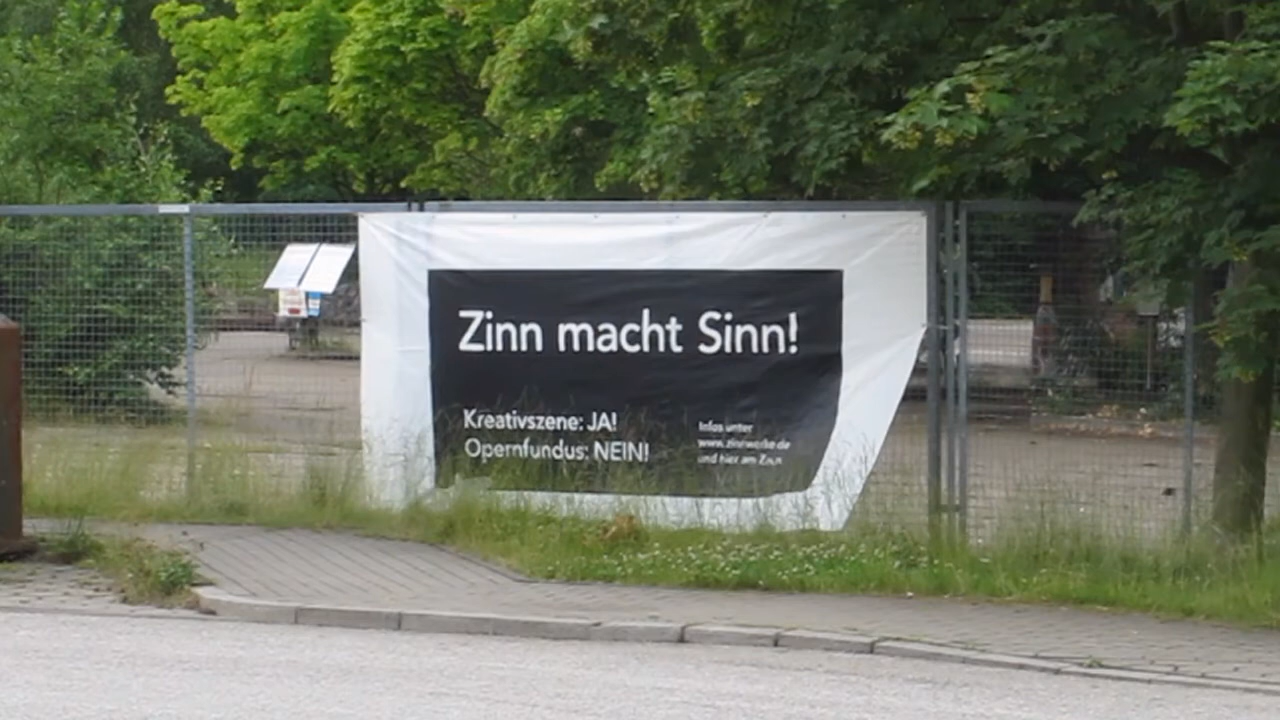 Zinn macht Sinn!
Kreativszene: JA!
Opernfundus: NEIN!
Infos unter
www.zinnwerke.de
und hier am Zaun